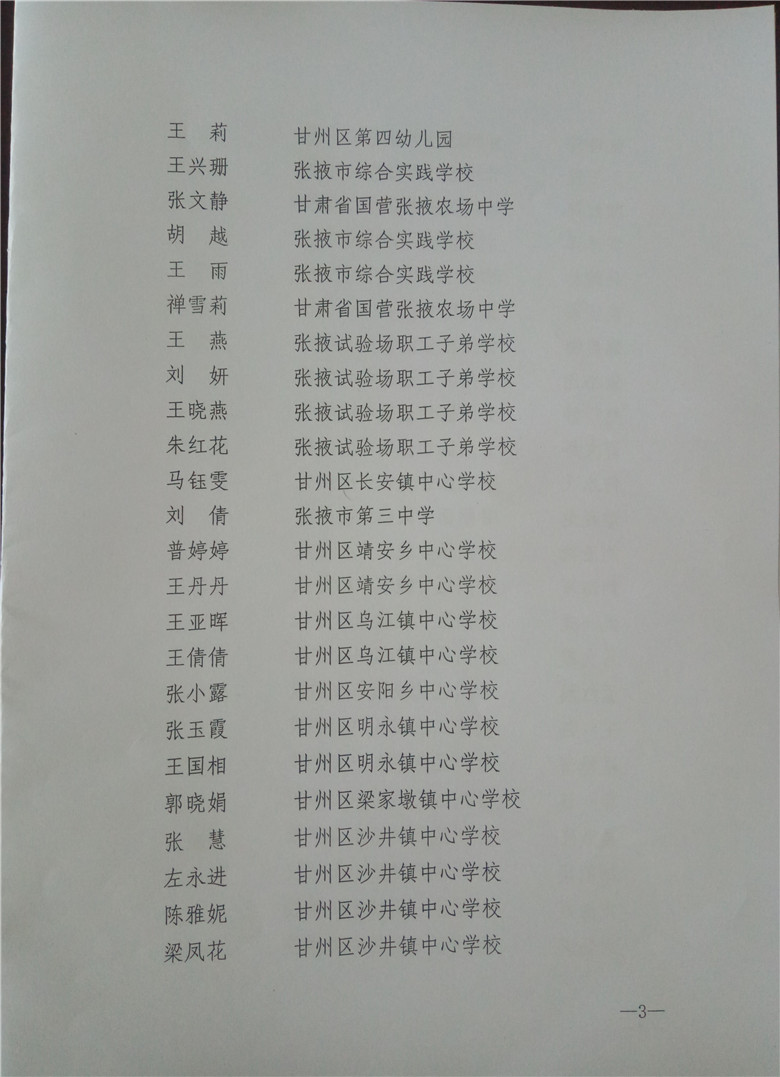 王　莉　甘州区第四幼儿园
王兴珊　张掖市综合实践学校
张文静　甘肃省国营张掖农场中学
胡　越　张掖市综合实践学校
王　雨　张掖市综合实践学校
禅雪莉　甘肃省国营张掖农场中学
王　燕　张掖试验场职工子弟学校
刘　妍　张掖试验场职工子弟学校
王晓燕　张掖试验场职工子弟学校
朱红花　张掖试验场职工子弟学校
马钰雯　甘州区长安镇中心学校
刘　倩　张掖市第三中学
普婷婷　甘州区靖安乡中心学校
王丹丹　甘州区靖安乡中心学校
王亚晖　甘州区乌江镇中心学校
王倩倩　甘州区乌江镇中心学校
张小露　甘州区安阳乡中心学校
张玉霞　甘州区明永镇中心学校
王国相　甘州区明永镇中心学校
郭晓娟　甘州区梁家墩镇中心学校
张　慧　甘州区沙井镇中心学校
左永进　甘州区沙井镇中心学校
陈雅妮　甘州区沙井镇中心学校
梁凤花　甘州区沙井镇中心学校
—3—